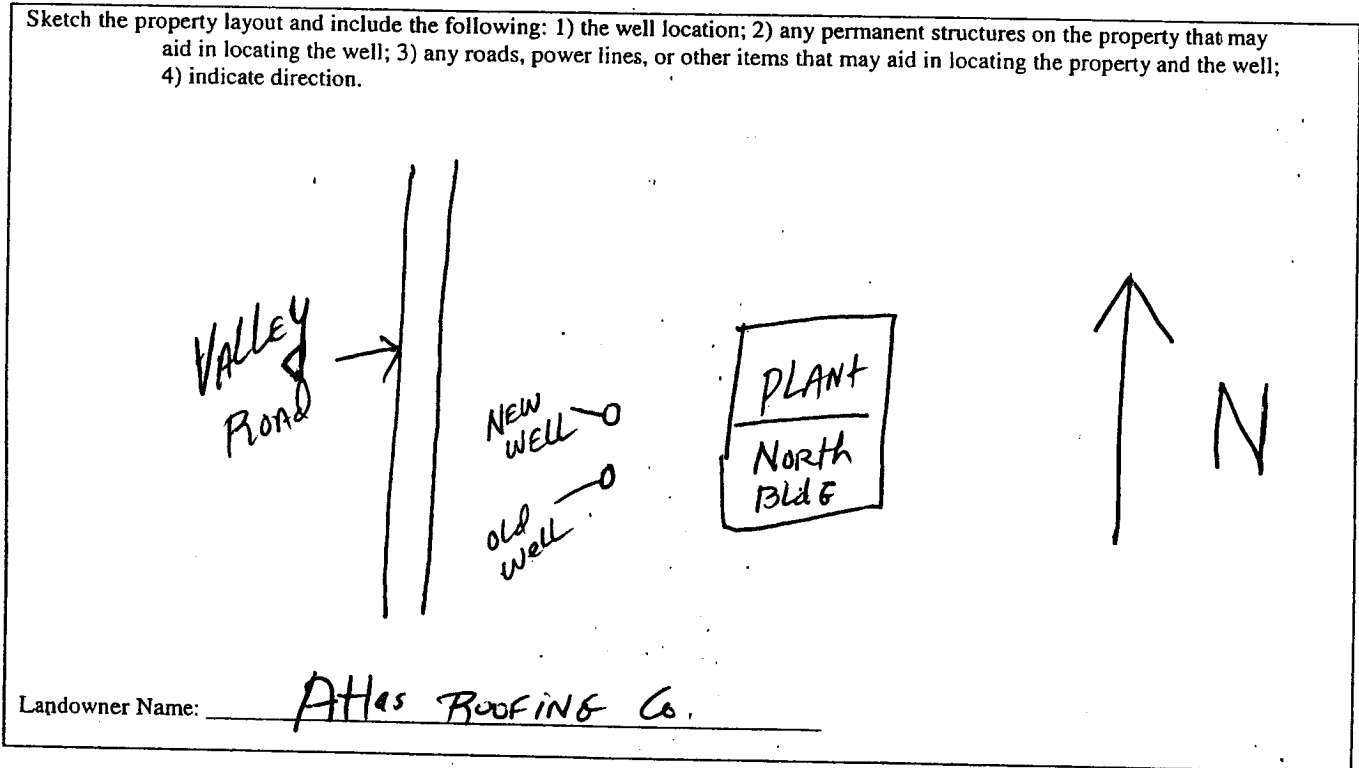 Sketch the property layout and include the following: 1) the well location; 2) any permanent structures on the property that may
aid in locating the well; 3) any roads, power lines, or other items that may aid in locating the property and the well;
4) indicate direction.
VALLEY
ROAD
NEW
WELL
OLD
WELL
PLANT
NORTH
BLDG
N
Landowner Name: Atlas ROOFING Co.